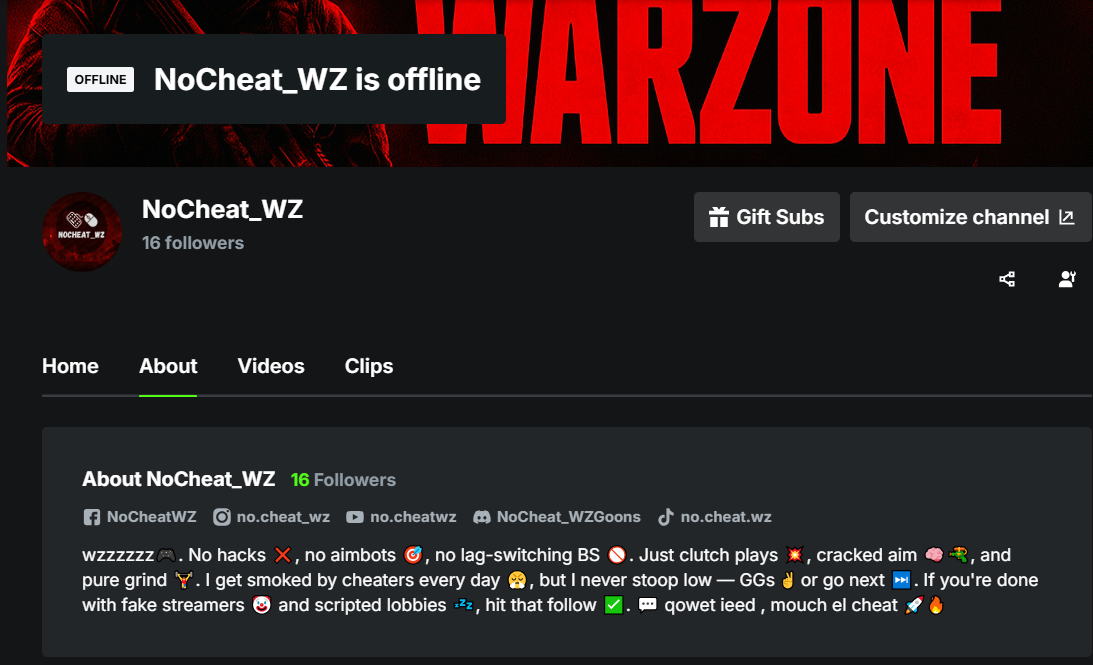 WARZONE
OFFLINE NoCheat_WZ is offline
NOCHEAT_WZ
NoCheat_WZ
16 followers
Gift Subs
Customize channel
Home About Videos Clips
About NoCheat_WZ 16 Followers
NoCheatWZ no.cheat_wz no.cheatwz NoCheat_WZGoons no.cheat.wz
wzzzzzz🎮. No hacks ❌, no aimbots 🎯, no lag-switching BS 🚫. Just clutch plays 💥, cracked aim 🧠🔫, and
pure grind 🏋️. I get smoked by cheaters every day 😤, but I never stoop low — GGs ✌️ or go next ⏭️. If you're done
with fake streamers 🤡 and scripted lobbies 💤, hit that follow ✅. 💬 qowet ieed , mouch el cheat 🚀🔥